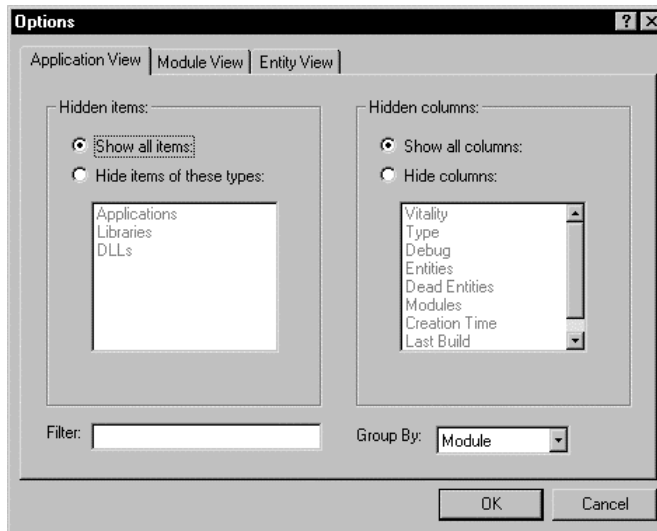 Options
Application View Module View Entity View
Hidden items:
Show all items:
Hide items of these types:
Applications
Libraries
DLLs
Hidden columns:
Show all columns:
Hide columns:
Vitality
Type
Debug
Entities
Dead Entities
Modules
Creation Time
Last Build
Filter:
Group By: Module
OK Cancel